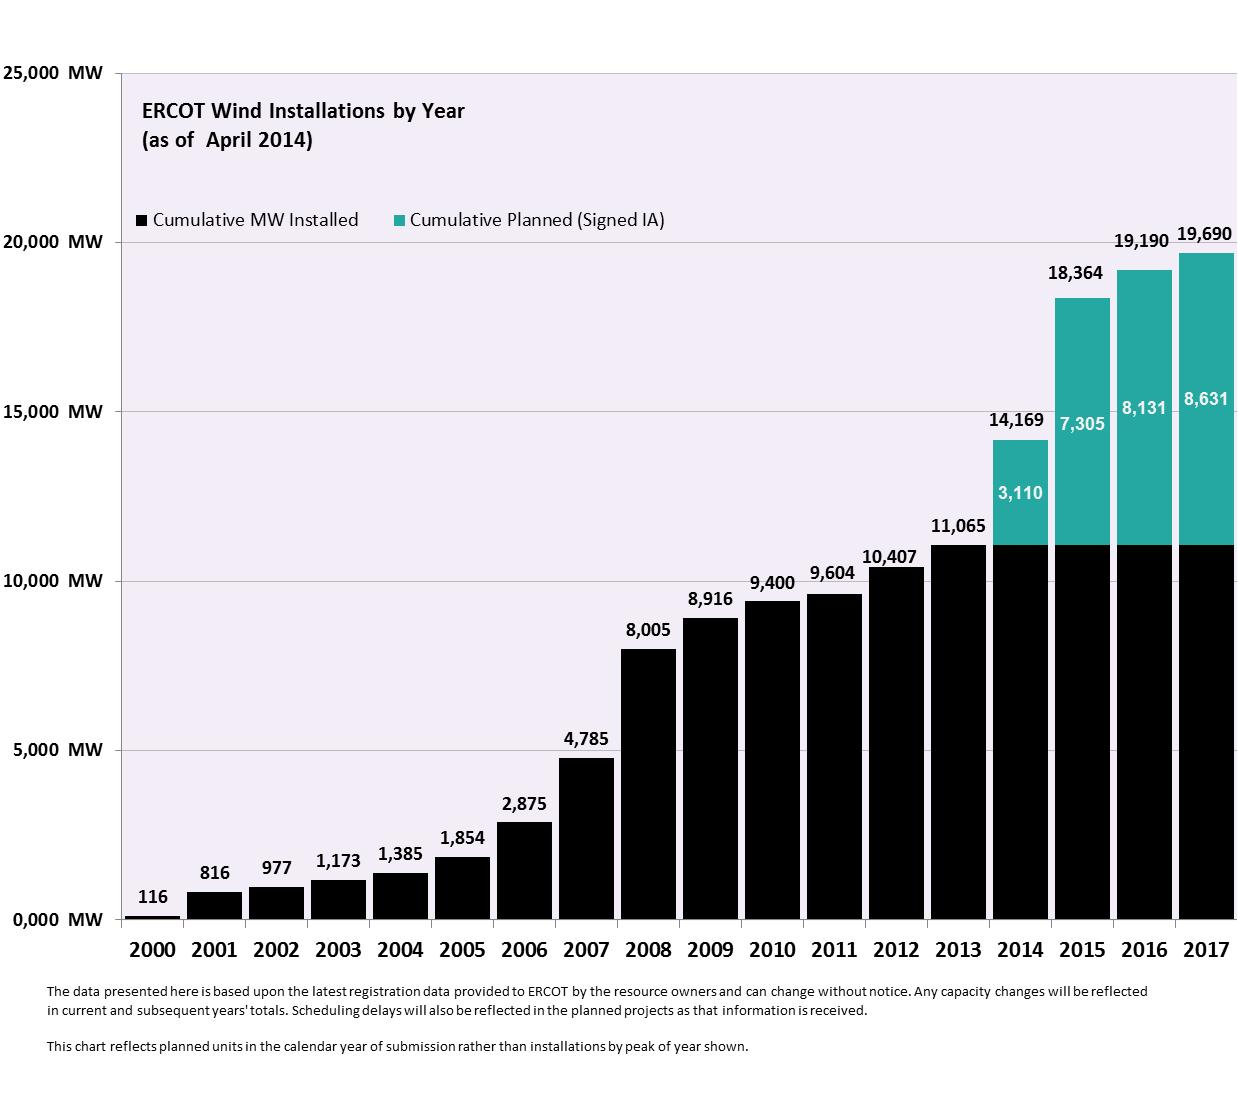 25,000 MW
ERCOT Wind Installations by Year
(as of April 2014)
Cumulative MW Installed
Cumulative Planned (Signed IA)
20,000 MW
15,000 MW
10,000 MW
5,000 MW
0,000 MW
116
816
977
1,173
1,385
1,854
2,875
4,785
8,005
8,916
9,400
9,604
10,407
11,065
14,169
3,110
18,364
7,305
19,190
8,131
19,690
8,631
2000 2001 2002 2003 2004 2005 2006 2007 2008 2009 2010 2011 2012 2013 2014 2015 2016 2017
The data presented here is based upon the latest registration data provided to ERCOT by the resource owners and can change without notice. Any capacity changes will be reflected
in current and subsequent years' totals. Scheduling delays will also be reflected in the planned projects as that information is received.
This chart reflects planned units in the calendar year of submission rather than installations by peak of year shown.